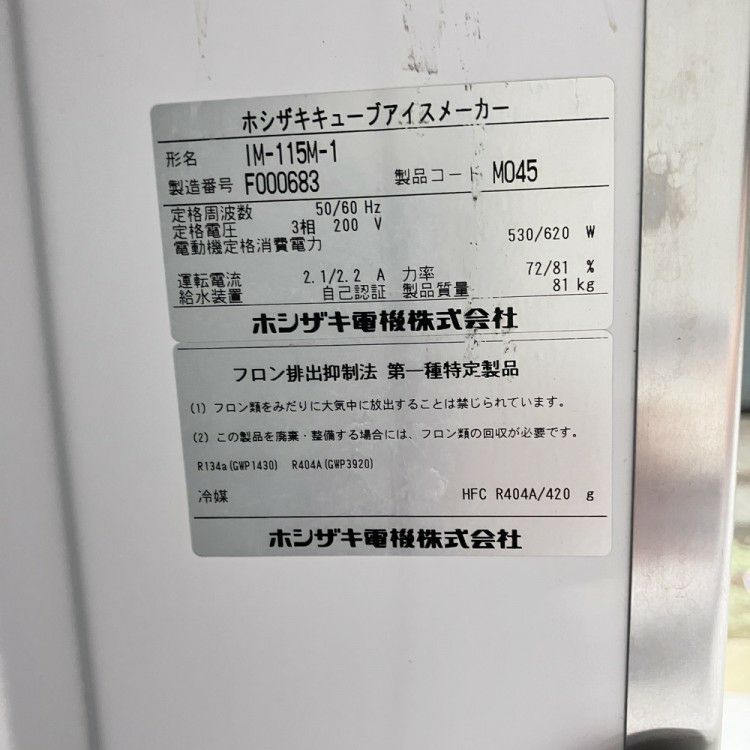 ホシザキキューブアイスメーカー
形名 IM-115M-1
製造番号 F000683 製品コード M045
定格周波数 50/60 Hz
定格電圧 3相 200 V
電動機定格消費電力 530/620 W
運転電流 2.1/2.2 A 力率 72/81 %
給水装置 自己認証 製品質量 81 kg
ホシザキ電機株式会社
フロン排出抑制法 第一種特定製品
(1) フロン類をみだりに大気中に放出することは禁じられています。
(2) この製品を廃棄・整備する場合には、フロン類の回収が必要です。
R134a(GWP1430) R404A(GWP3920)
冷媒 HFC R404A/420 g
ホシザキ電機株式会社